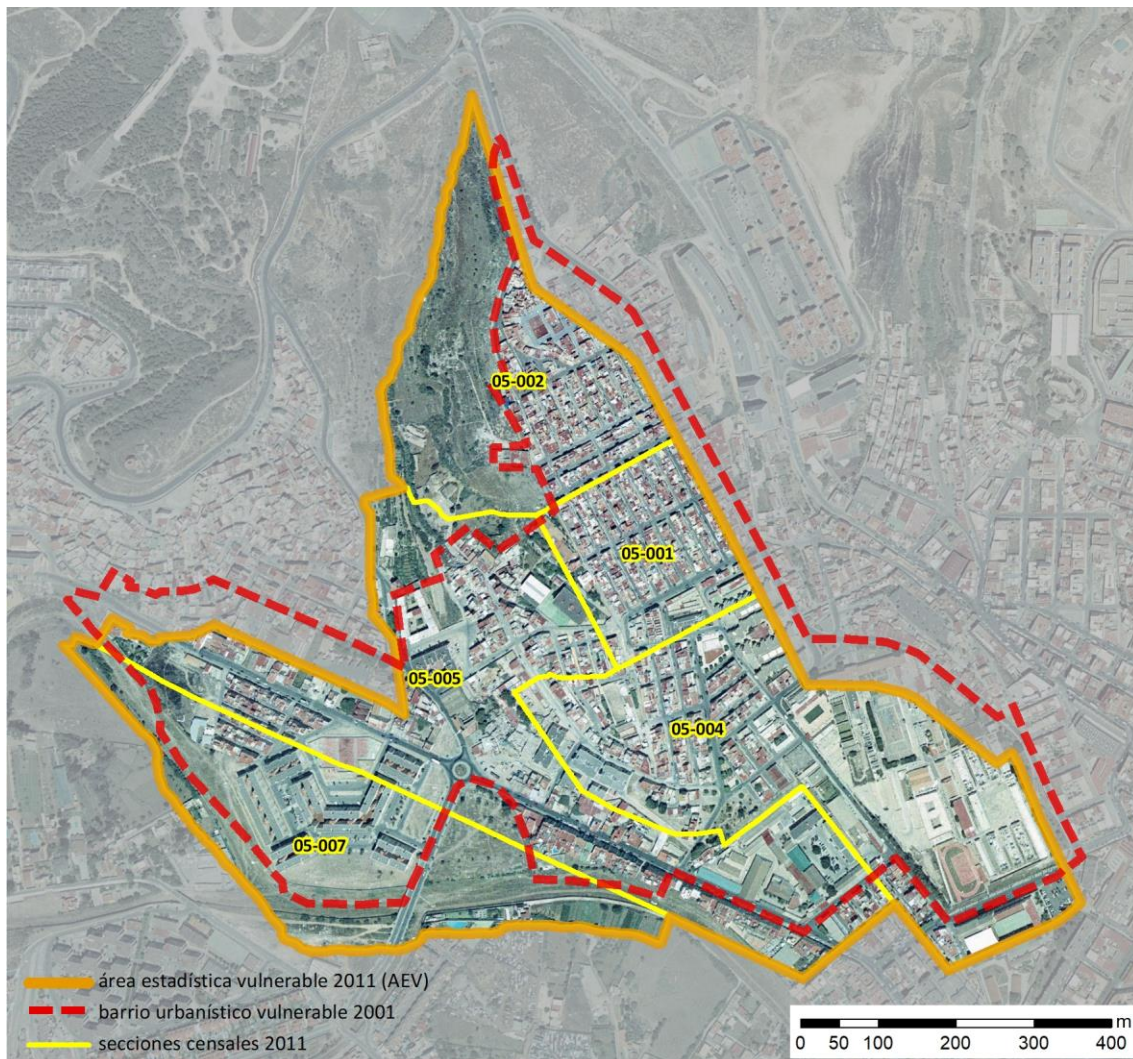 05-002
05-001
05-005
05-004
05-007
área estadística vulnerable 2011 (AEV)
barrio urbanístico vulnerable 2001
secciones censales 2011
m
0 50 100 200 300 400